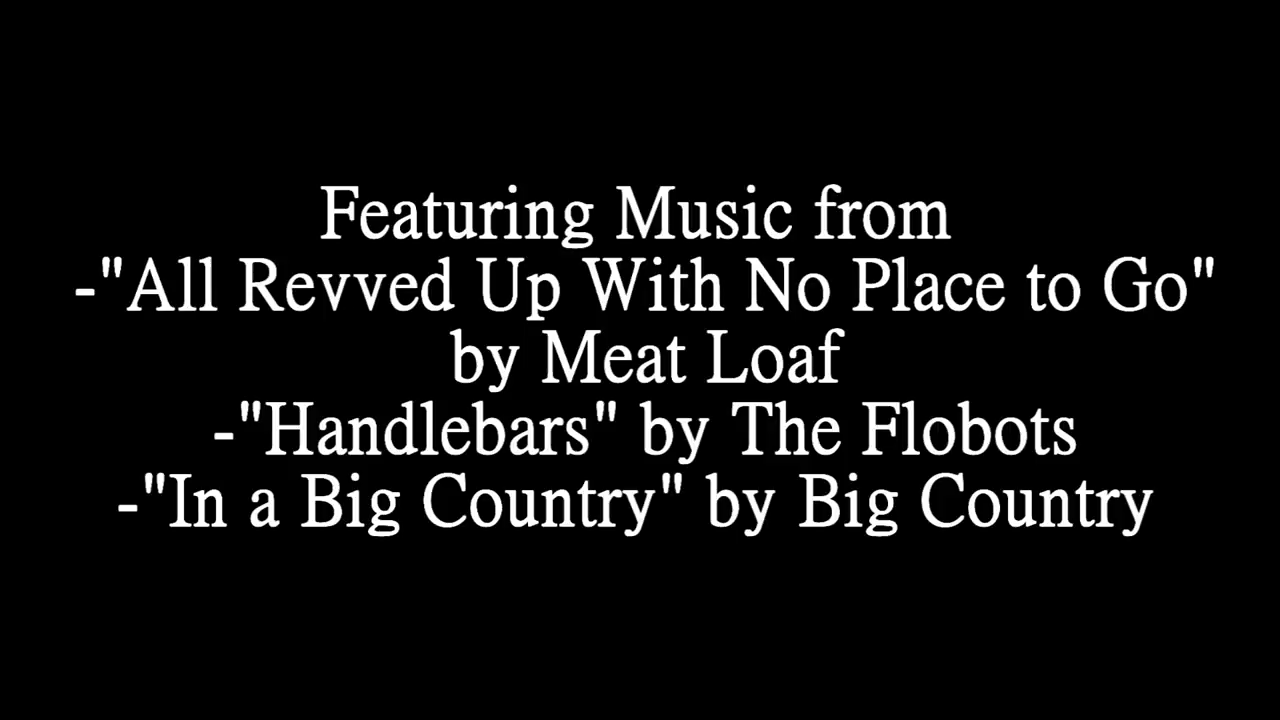 Featuring Music from
-"All Revved Up With No Place to Go"
by Meat Loaf
-"Handlebars" by The Flobots
-"In a Big Country" by Big Country